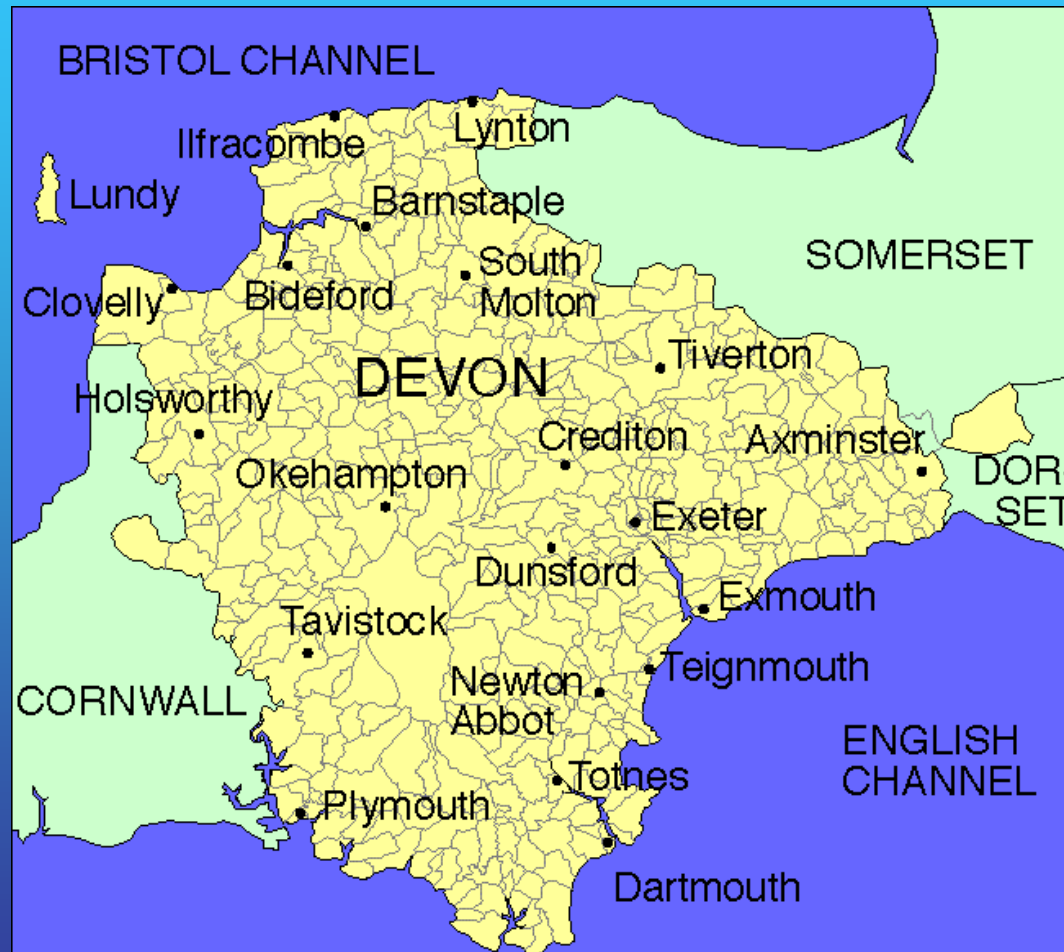 BRISTOL CHANNEL
Lynton
Ilfracombe
Lundy
Barnstaple
SOMERSET
South
Molton
Bideford
Clovelly
Tiverton
DEVON
Holsworthy
Crediton
Axminster
Okehampton
DOR
SET
Exeter
Dunsford
Exmouth
Tavistock
Teignmouth
Newton
Abbot
CORNWALL
ENGLISH
CHANNEL
Totnes
Plymouth
Dartmouth